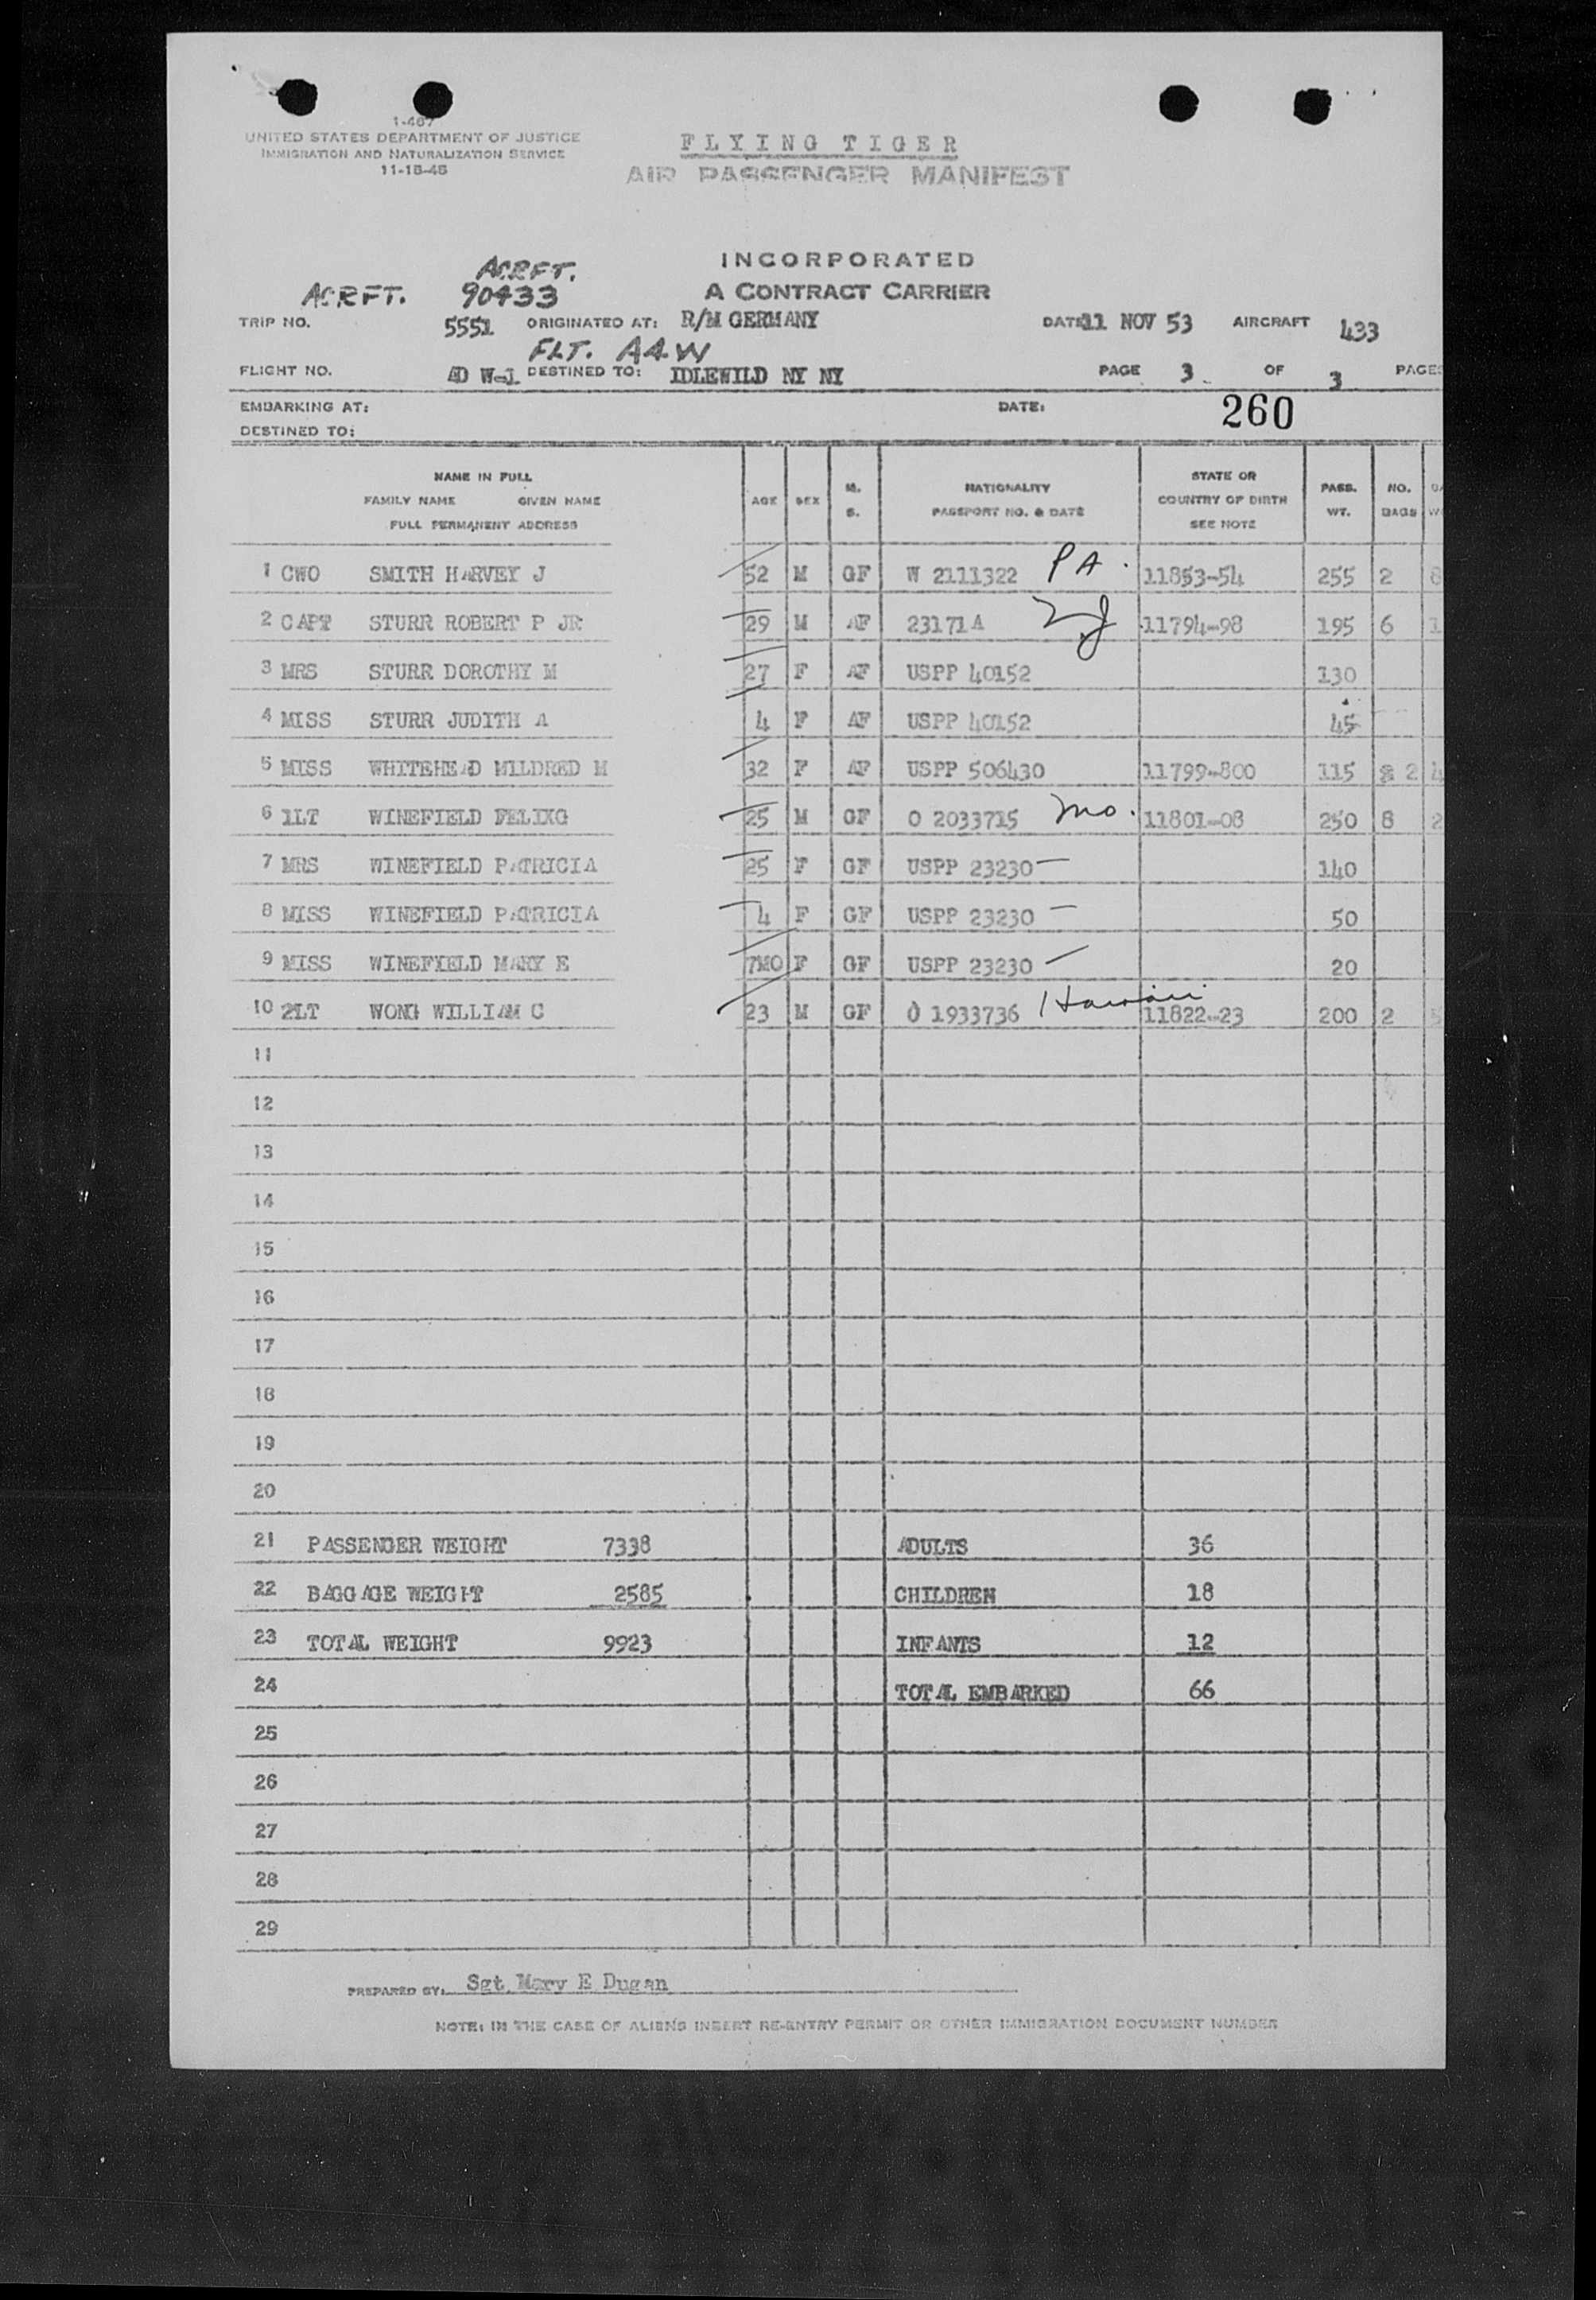 1-467
UNITED STATES DEPARTMENT OF JUSTICE
IMMIGRATION AND NATURALIZATION SERVICE
11-18-48
FLYING TIGER
AIR PASSENGER MANIFEST
INCORPORATED
A CONTRACT CARRIER
ACRFT.
ACRFT. 90433
TRIP NO. 5551 ORIGINATED AT: R/M GERMANY DATE 11 NOV 53 AIRCRAFT 433
FLT. A4W
FLIGHT NO. AD W-1 DESTINED TO: IDLEWILD NY NY PAGE 3 OF 3 PAGES
EMBARKING AT: DATE: 260
DESTINED TO:
NAME IN FULL
FAMILY NAME GIVEN NAME
FULL PERMANENT ADDRESS
AGE SEX M. S.
NATIONALITY
PASSPORT NO. & DATE
STATE OR
COUNTRY OF BIRTH
SEE NOTE
PASS. WT.
NO. BAGS
1 CWO SMITH HARVEY J 52 M GF W 2111322 PA. 11853-54 255 2 8
2 CAPT STURR ROBERT P JR 29 M AF 23171A NJ 11794-98 195 6 1
3 MRS STURR DOROTHY M 27 F AF USPP 40152 130
4 MISS STURR JUDITH A 4 F AF USPP 40152 45
5 MISS WHITEHEAD MILDRED M 32 F AF USPP 506430 11799-800 115 2 4
6 1LT WINEFIELD FELIXG 25 M GF O 2033715 Mo. 11801-08 250 8 2
7 MRS WINEFIELD PATRICIA 25 F GF USPP 23230 — 140
8 MISS WINEFIELD PATRICIA 4 F GF USPP 23230 — 50
9 MISS WINEFIELD MARY E 7MO F GF USPP 23230 — 20
10 2LT WONG WILLIAM C 23 M GF O 1933736 Hawaii 11822-23 200 2 5
11
12
13
14
15
16
17
18
19
20
21 PASSENGER WEIGHT 7338 ADULTS 36
22 BAGGAGE WEIGHT 2585 CHILDREN 18
23 TOTAL WEIGHT 9923 INFANTS 12
24 TOTAL EMBARKED 66
25
26
27
28
29
PREPARED BY: Sgt. Mary E Dugan
NOTE: IN THE CASE OF ALIENS INSERT RE-ENTRY PERMIT OR OTHER IMMIGRATION DOCUMENT NUMBER